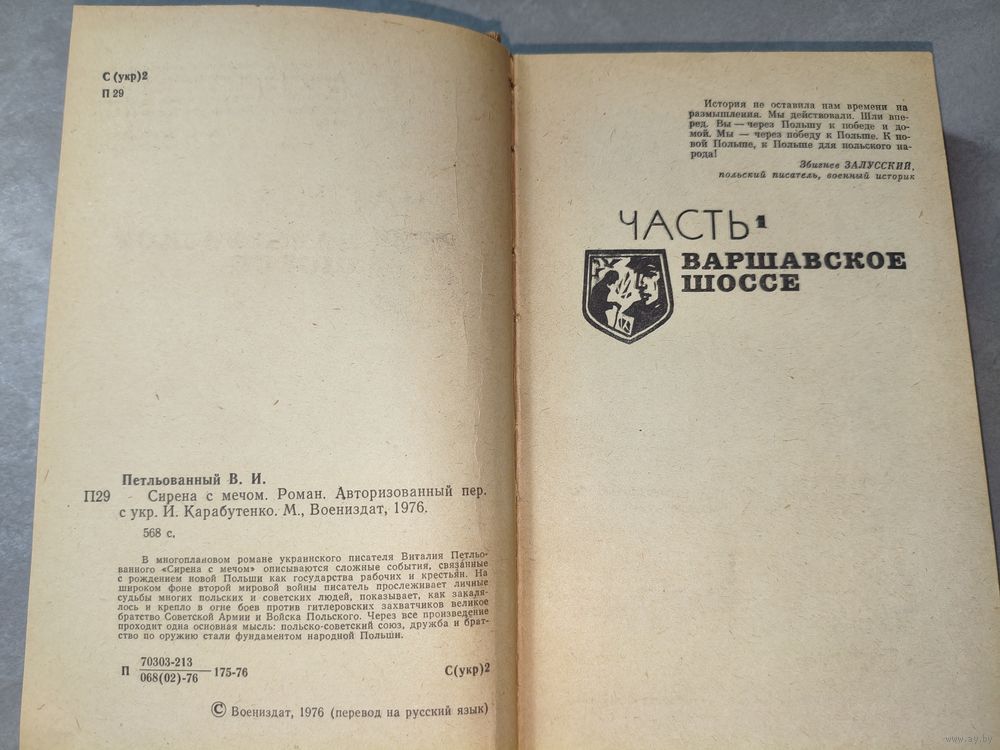 С (укр)2
П 29
Петльованный В. И.
П29 Сирена с мечом. Роман. Авторизованный пер.
с укр. И. Карабутенко. М., Воениздат, 1976.
568 с.
В многоплановом романе украинского писателя Виталия Петльо-
ванного «Сирена с мечом» описываются сложные события, связанные
с рождением новой Польши как государства рабочих и крестьян. На
широком фоне второй мировой войны писатель прослеживает личные
судьбы многих польских и советских людей, показывает, как закаля-
лось и крепло в огне боев против гитлеровских захватчиков великое
братство Советской Армии и Войска Польского. Через все произведение
проходит одна основная мысль: польско-советский союз, дружба и брат-
ство по оружию стали фундаментом народной Польши.
70303-213
П 175-76 С(укр)2
068(02)-76
© Воениздат, 1976 (перевод на русский язык)
История не оставила нам времени на
размышления. Мы действовали. Шли впе-
ред. Вы — через Польшу к победе и до-
мой. Мы — через победу к Польше. К но-
вой Польше, к Польше для польского на-
рода!
Збигнев ЗАЛУССКИЙ,
польский писатель, военный историк
ЧАСТЬ 1
ВАРШАВСКОЕ
ШОССЕ
www.ay.by